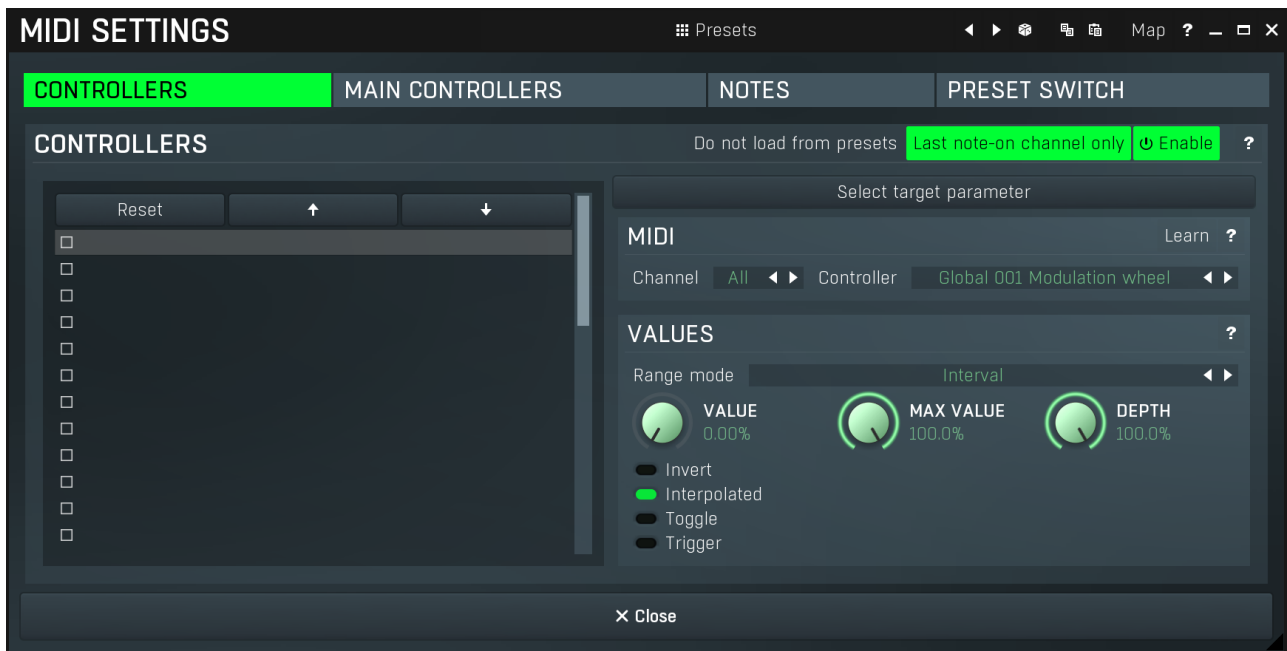 MIDI SETTINGS
Presets
Map ?
CONTROLLERS
MAIN CONTROLLERS
NOTES
PRESET SWITCH
CONTROLLERS
Do not load from presets
Last note-on channel only
Enable
?
Reset
Select target parameter
MIDI
Learn ?
Channel All
Controller Global 001 Modulation wheel
VALUES
?
Range mode Interval
VALUE
0.00%
MAX VALUE
100.0%
DEPTH
100.0%
Invert
Interpolated
Toggle
Trigger
Close